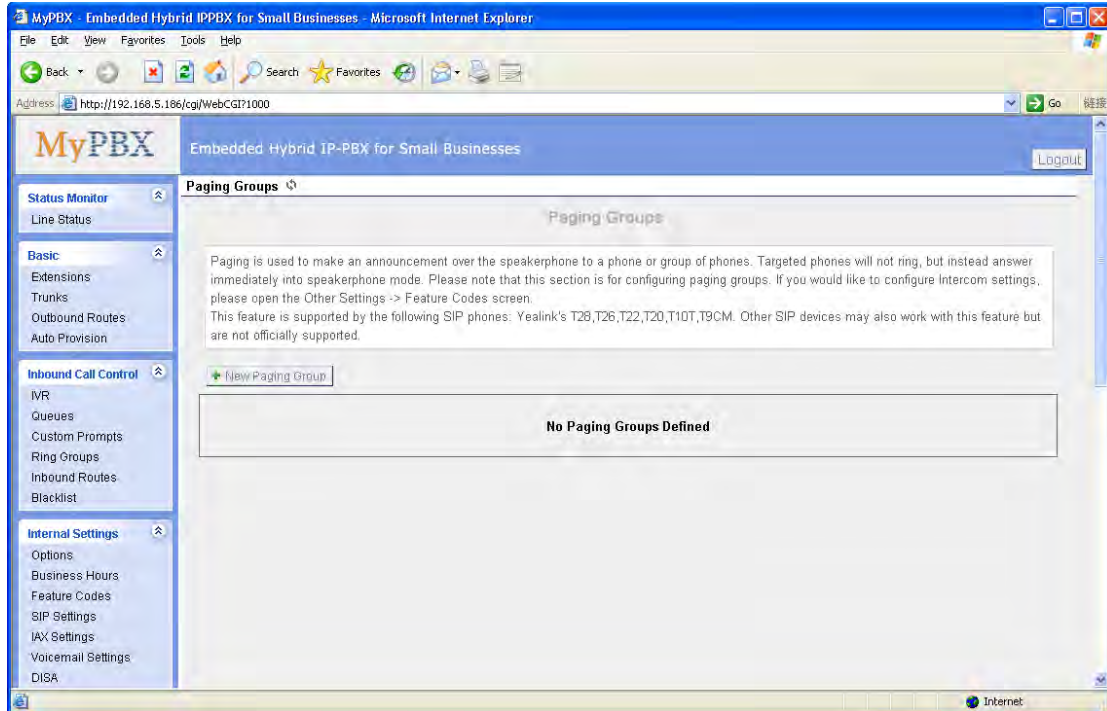 MyPBX - Embedded Hybrid IPPBX for Small Businesses - Microsoft Internet Explorer
File Edit View Favorites Tools Help
Back Search Favorites
Address http://192.168.5.186/cgi/WebCGI?1000 Go 链接
MyPBX Embedded Hybrid IP-PBX for Small Businesses
Logout
Paging Groups
Paging Groups
Paging is used to make an announcement over the speakerphone to a phone or group of phones. Targeted phones will not ring, but instead answer
immediately into speakerphone mode. Please note that this section is for configuring paging groups. If you would like to configure Intercom settings,
please open the Other Settings -> Feature Codes screen.
This feature is supported by the following SIP phones: Yealink's T28,T26,T22,T20,T10T,T9CM. Other SIP devices may also work with this feature but
are not officially supported.
New Paging Group
No Paging Groups Defined
Status Monitor
Line Status
Basic
Extensions
Trunks
Outbound Routes
Auto Provision
Inbound Call Control
IVR
Queues
Custom Prompts
Ring Groups
Inbound Routes
Blacklist
Internal Settings
Options
Business Hours
Feature Codes
SIP Settings
IAX Settings
Voicemail Settings
DISA
Internet